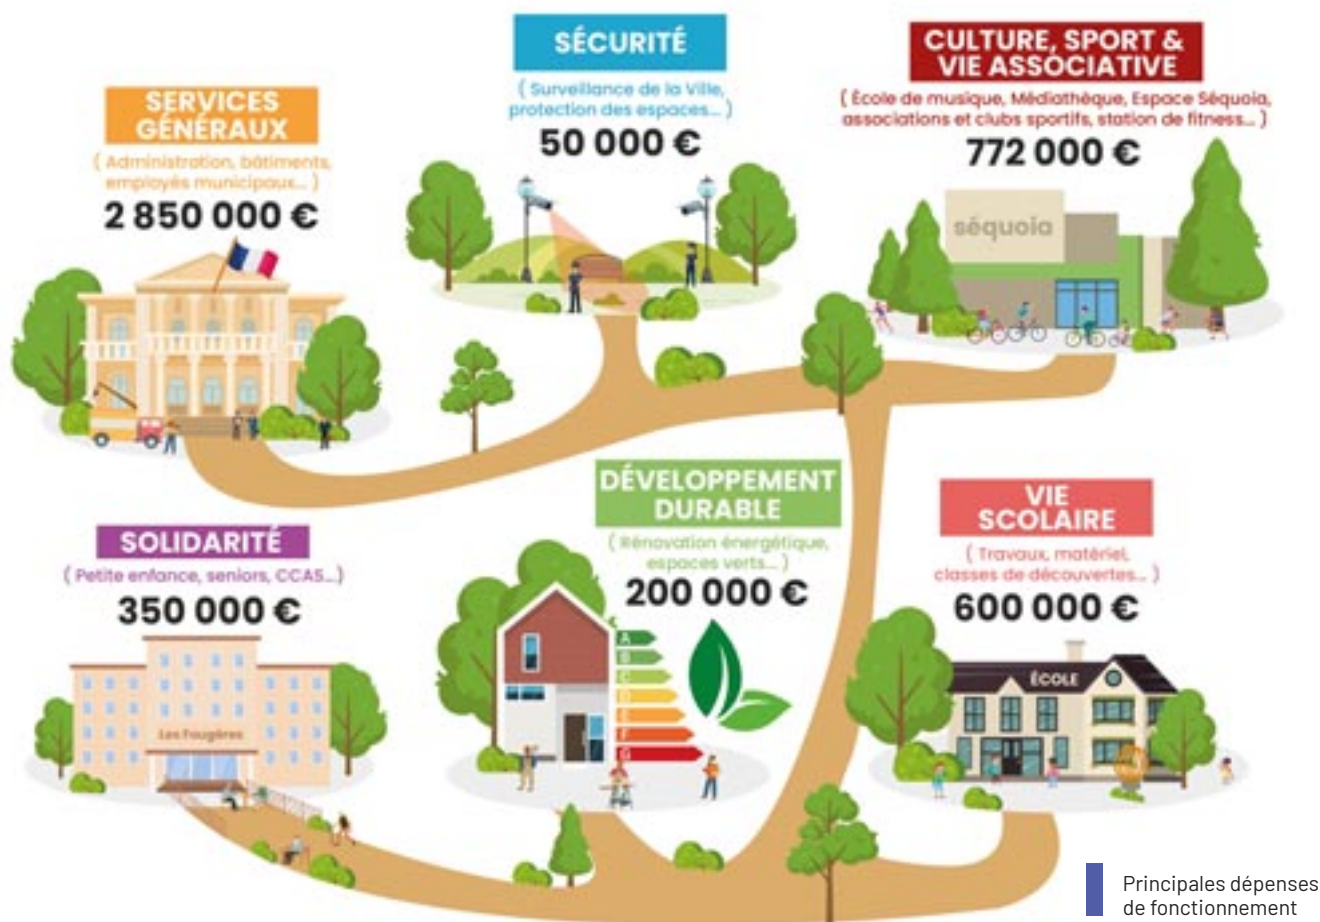 SÉCURITÉ
( Surveillance de la Ville,
protection des espaces... )
50 000 €
CULTURE, SPORT &
VIE ASSOCIATIVE
( École de musique, Médiathèque, Espace Séquoia,
associations et clubs sportifs, station de fitness... )
772 000 €
séquoia
SERVICES
GÉNÉRAUX
( Administration, bâtiments,
employés municipaux... )
2 850 000 €
SOLIDARITÉ
( Petite enfance, seniors, CCAS...)
350 000 €
Les Fougères
DÉVELOPPEMENT
DURABLE
( Rénovation énergétique,
espaces verts... )
200 000 €
A
B
C
D
E
F
G
VIE
SCOLAIRE
( Travaux, matériel,
classes de découvertes... )
600 000 €
ÉCOLE
Principales dépenses
de fonctionnement